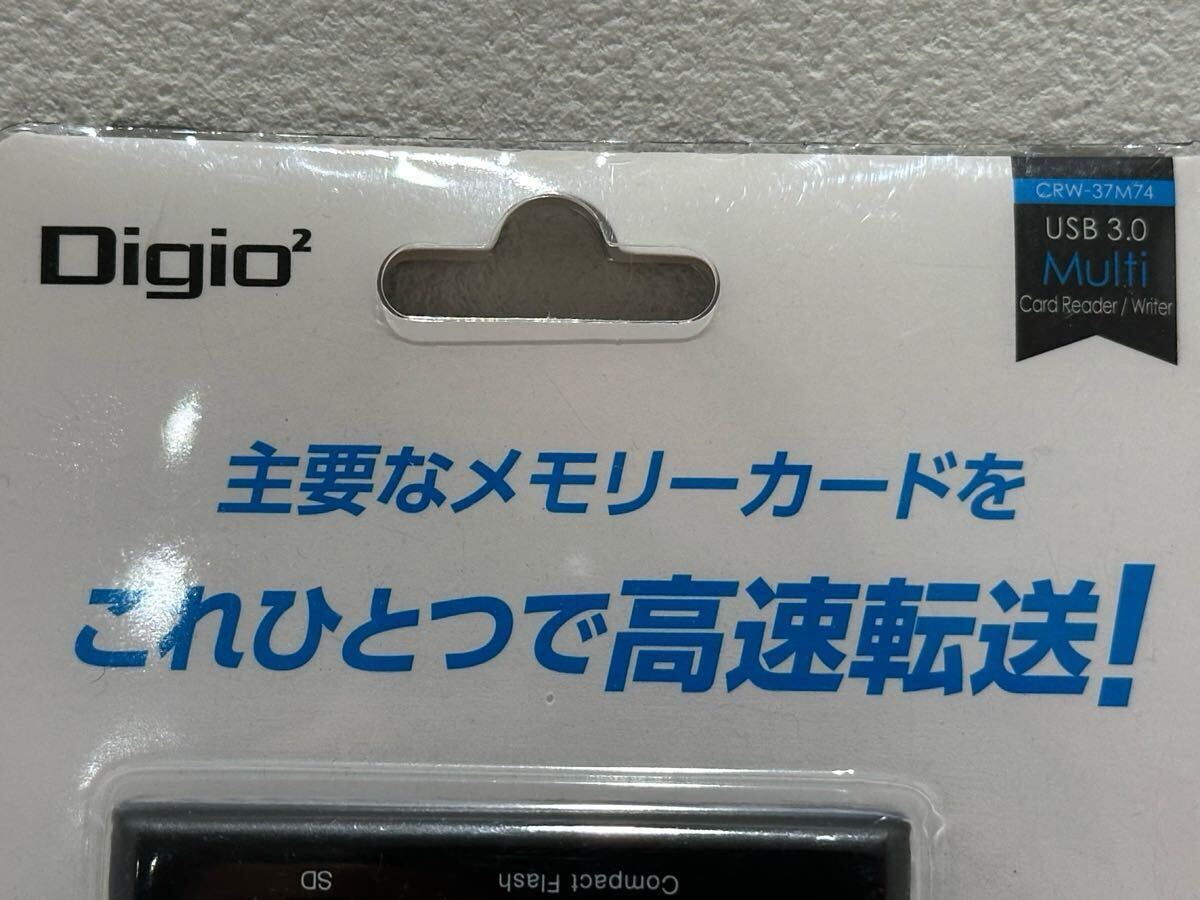 Digio²
CRW-37M74
USB 3.0
Multi
Card Reader / Writer
主要なメモリーカードを
これひとつで高速転送!
SD
Compact Flash